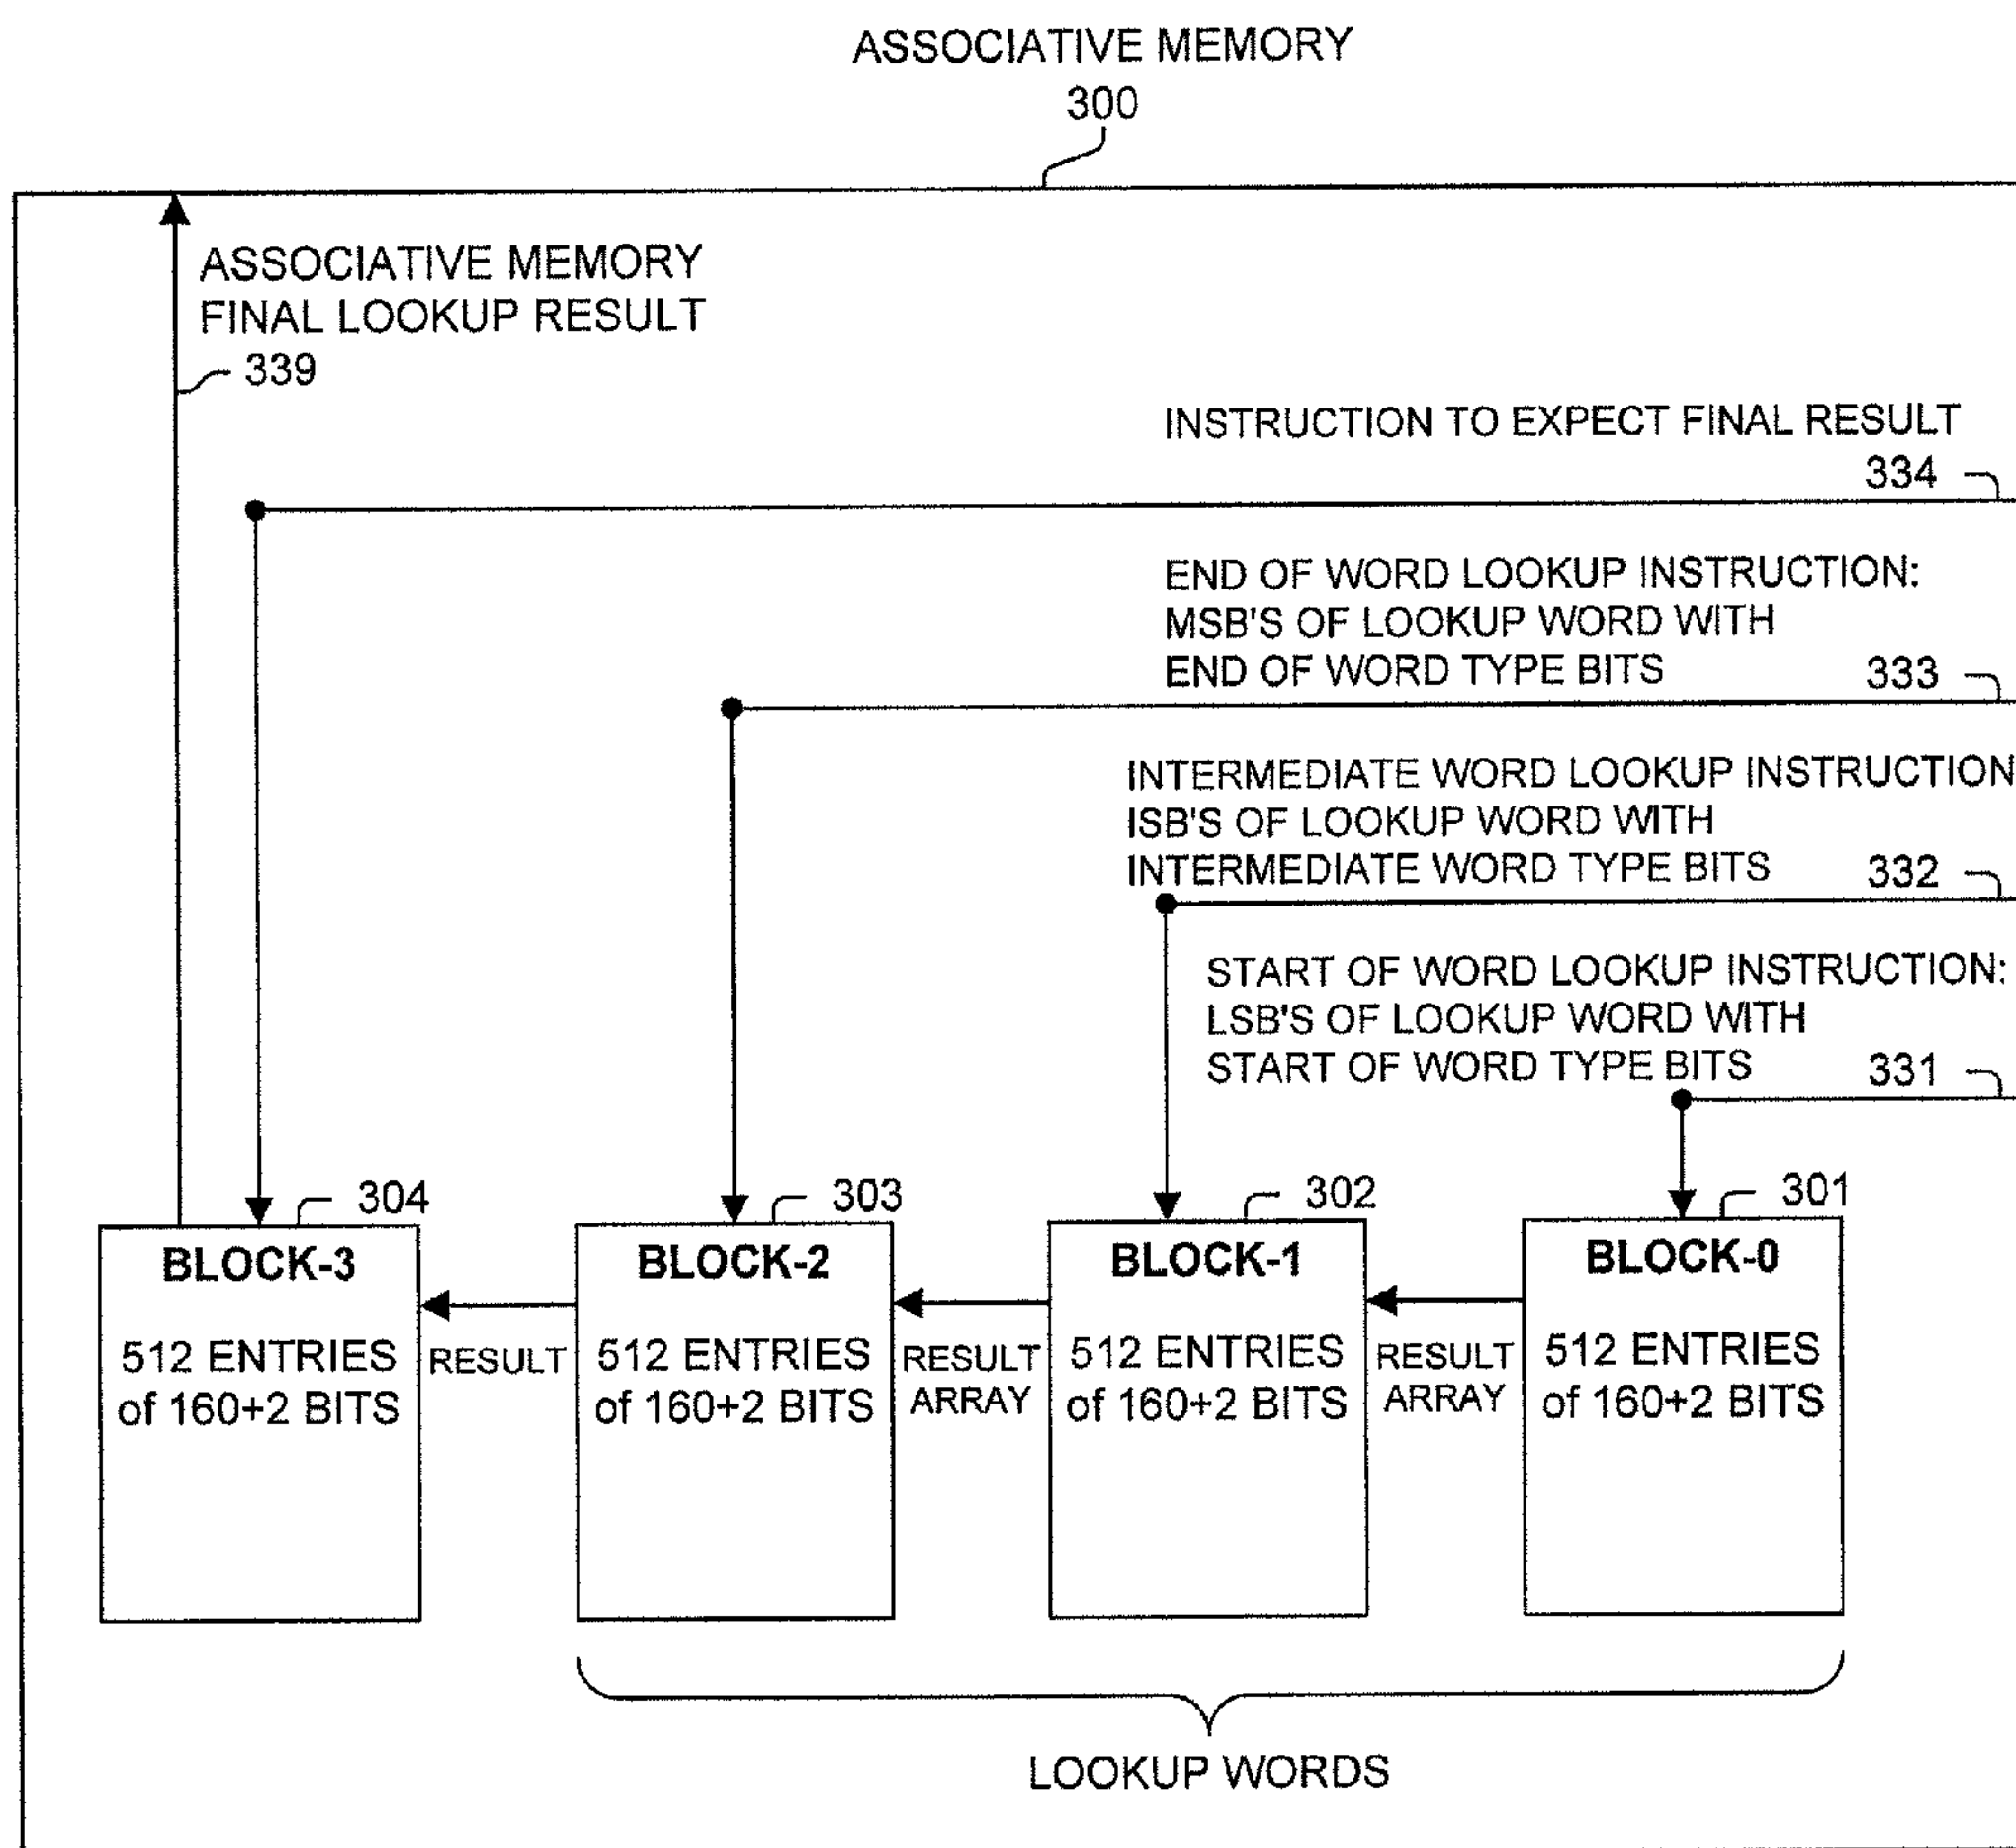 ASSOCIATIVE MEMORY
300
ASSOCIATIVE MEMORY
FINAL LOOKUP RESULT
339
INSTRUCTION TO EXPECT FINAL RESULT
334
END OF WORD LOOKUP INSTRUCTION:
MSB'S OF LOOKUP WORD WITH
END OF WORD TYPE BITS
333
INTERMEDIATE WORD LOOKUP INSTRUCTION
ISB'S OF LOOKUP WORD WITH
INTERMEDIATE WORD TYPE BITS
332
START OF WORD LOOKUP INSTRUCTION:
LSB'S OF LOOKUP WORD WITH
START OF WORD TYPE BITS
331
304
BLOCK-3
512 ENTRIES
of 160+2 BITS
RESULT
303
BLOCK-2
512 ENTRIES
of 160+2 BITS
RESULT
ARRAY
302
BLOCK-1
512 ENTRIES
of 160+2 BITS
RESULT
ARRAY
301
BLOCK-0
512 ENTRIES
of 160+2 BITS
LOOKUP WORDS